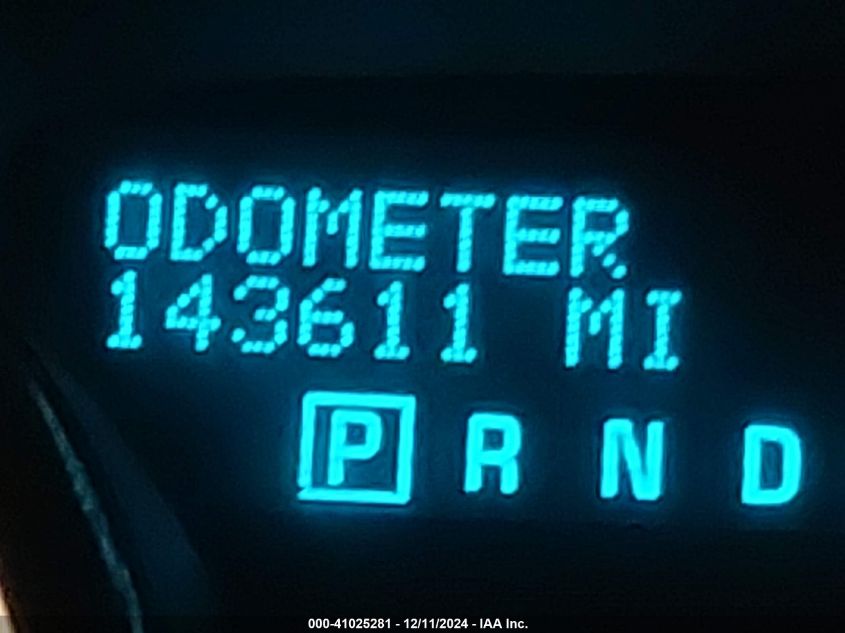 ODOMETER
143611 MI
P R N D
000-41025281 - 12/11/2024 - IAA Inc.